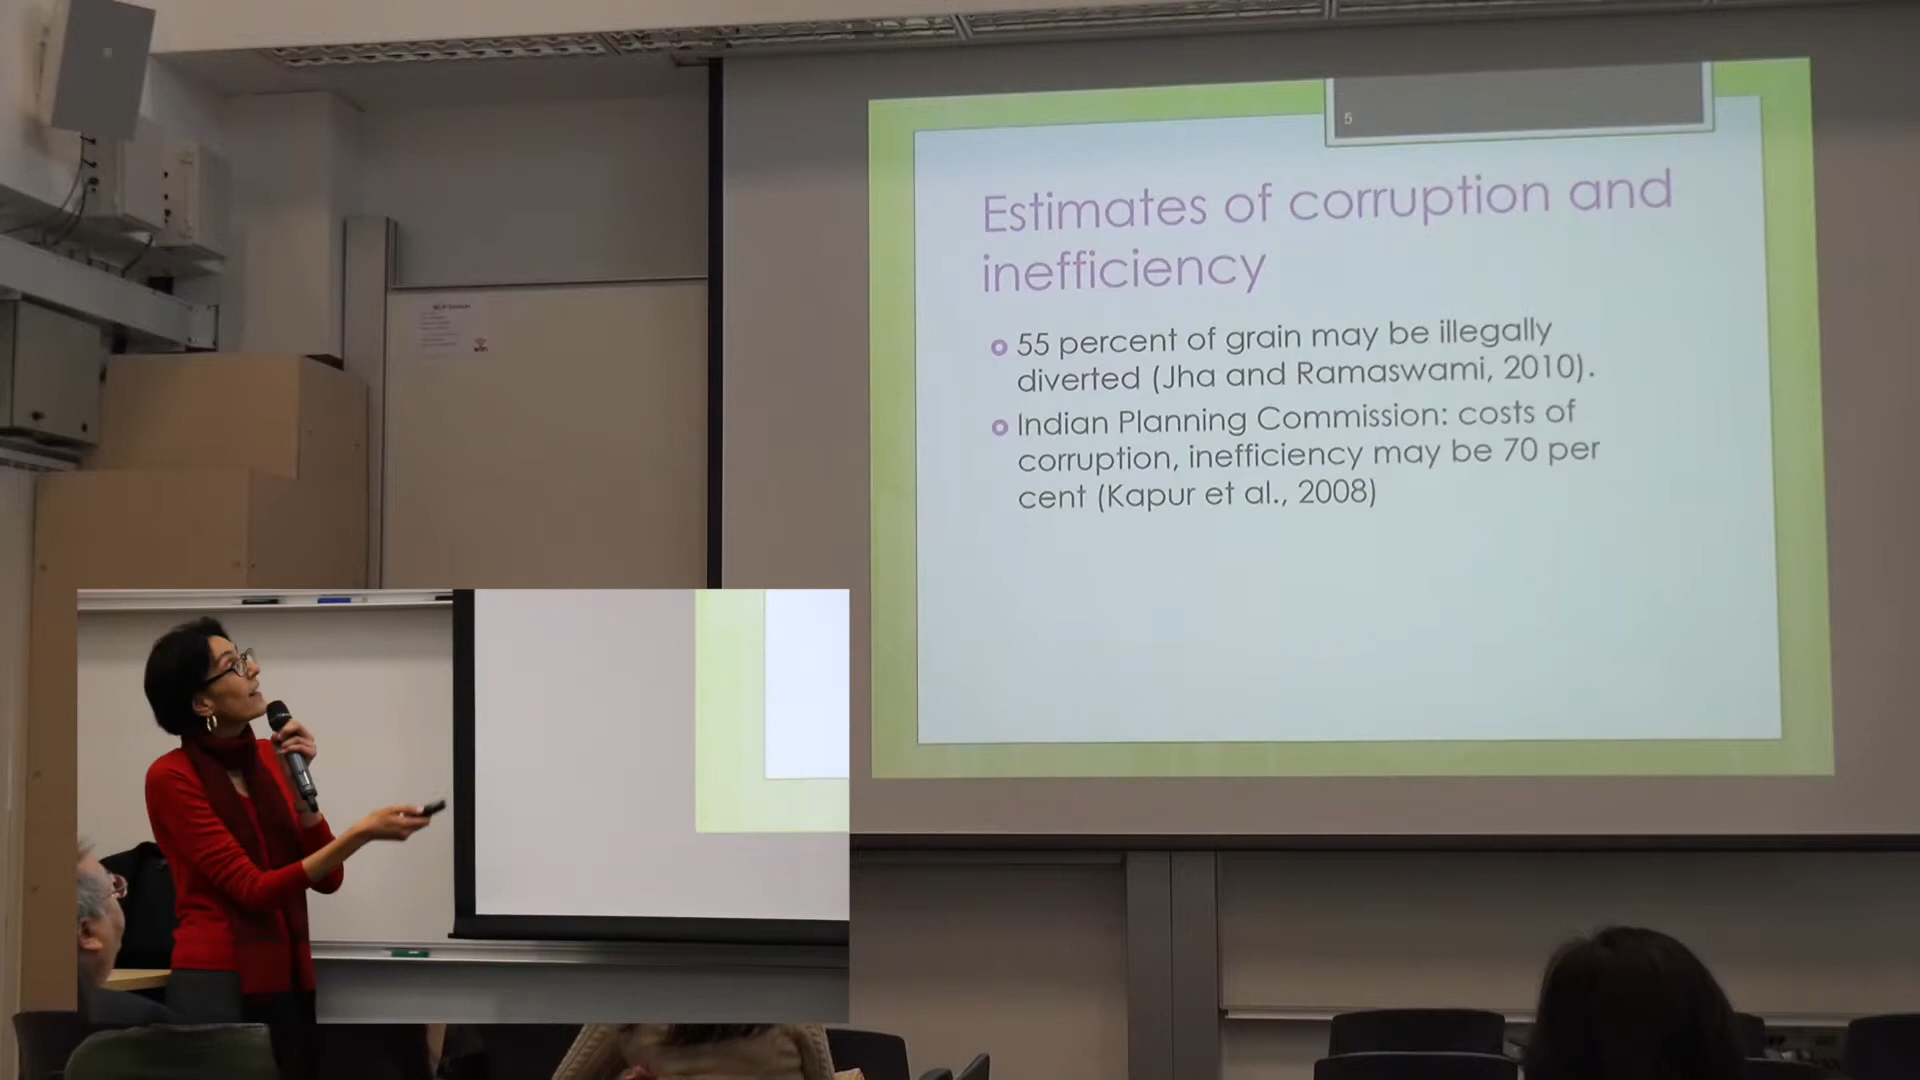 5
Estimates of corruption and
inefficiency
55 percent of grain may be illegally
diverted (Jha and Ramaswami, 2010).
Indian Planning Commission: costs of
corruption, inefficiency may be 70 per
cent (Kapur et al., 2008)